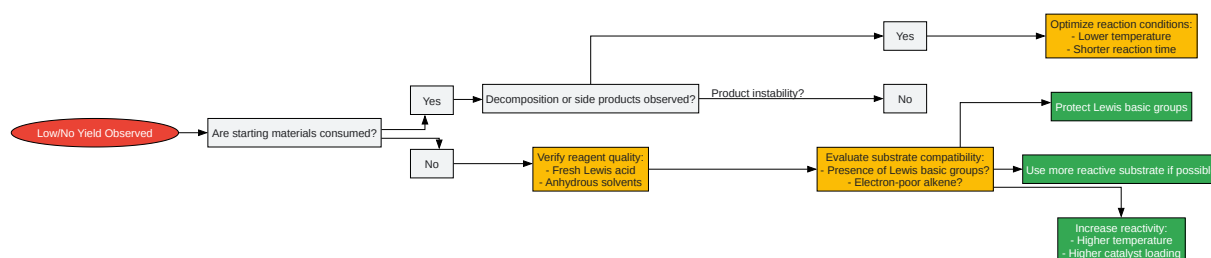 Low/No Yield Observed
Are starting materials consumed?
Yes
No
Decomposition or side products observed?
Product instability?
Yes
No
Optimize reaction conditions:
- Lower temperature
- Shorter reaction time
Verify reagent quality:
- Fresh Lewis acid
- Anhydrous solvents
Evaluate substrate compatibility:
- Presence of Lewis basic groups?
- Electron-poor alkene?
Protect Lewis basic groups
Use more reactive substrate if possibl
Increase reactivity:
- Higher temperature
- Higher catalyst loading